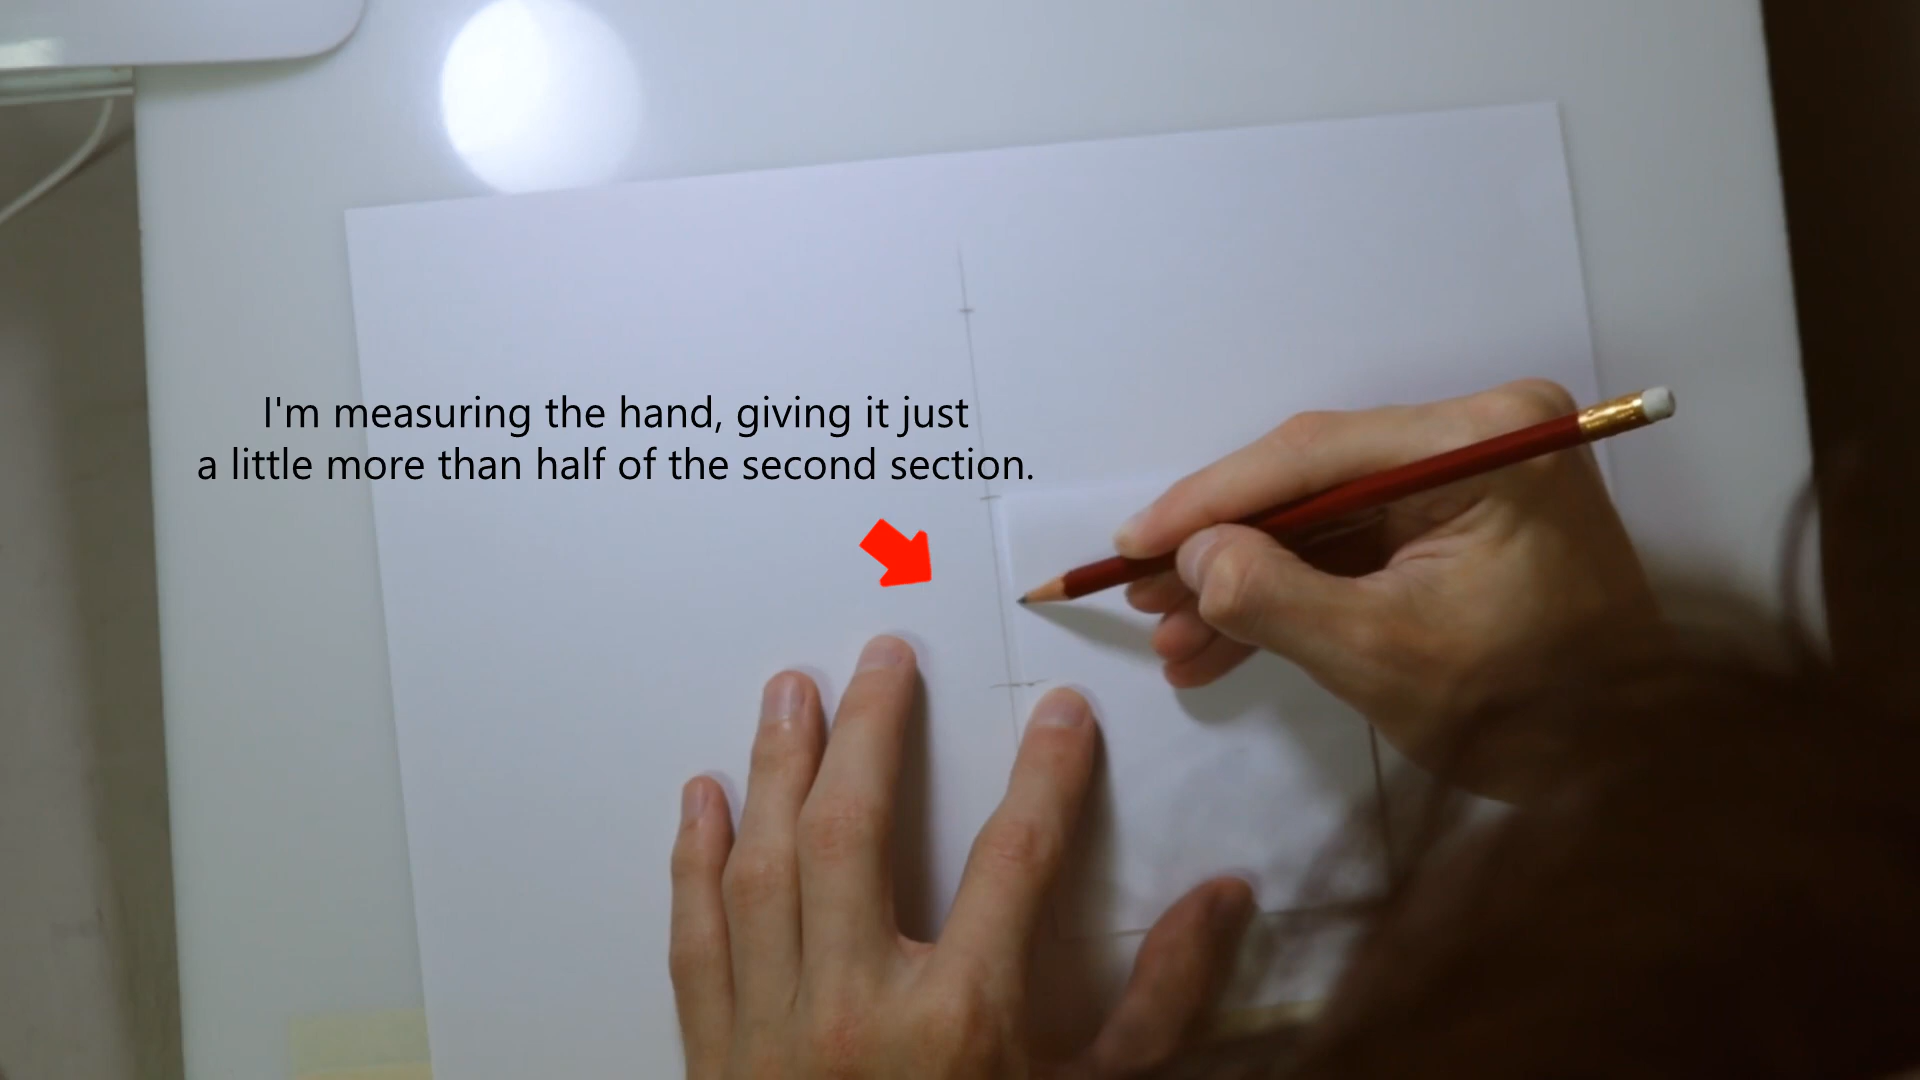 I'm measuring the hand, giving it just
a little more than half of the second section.